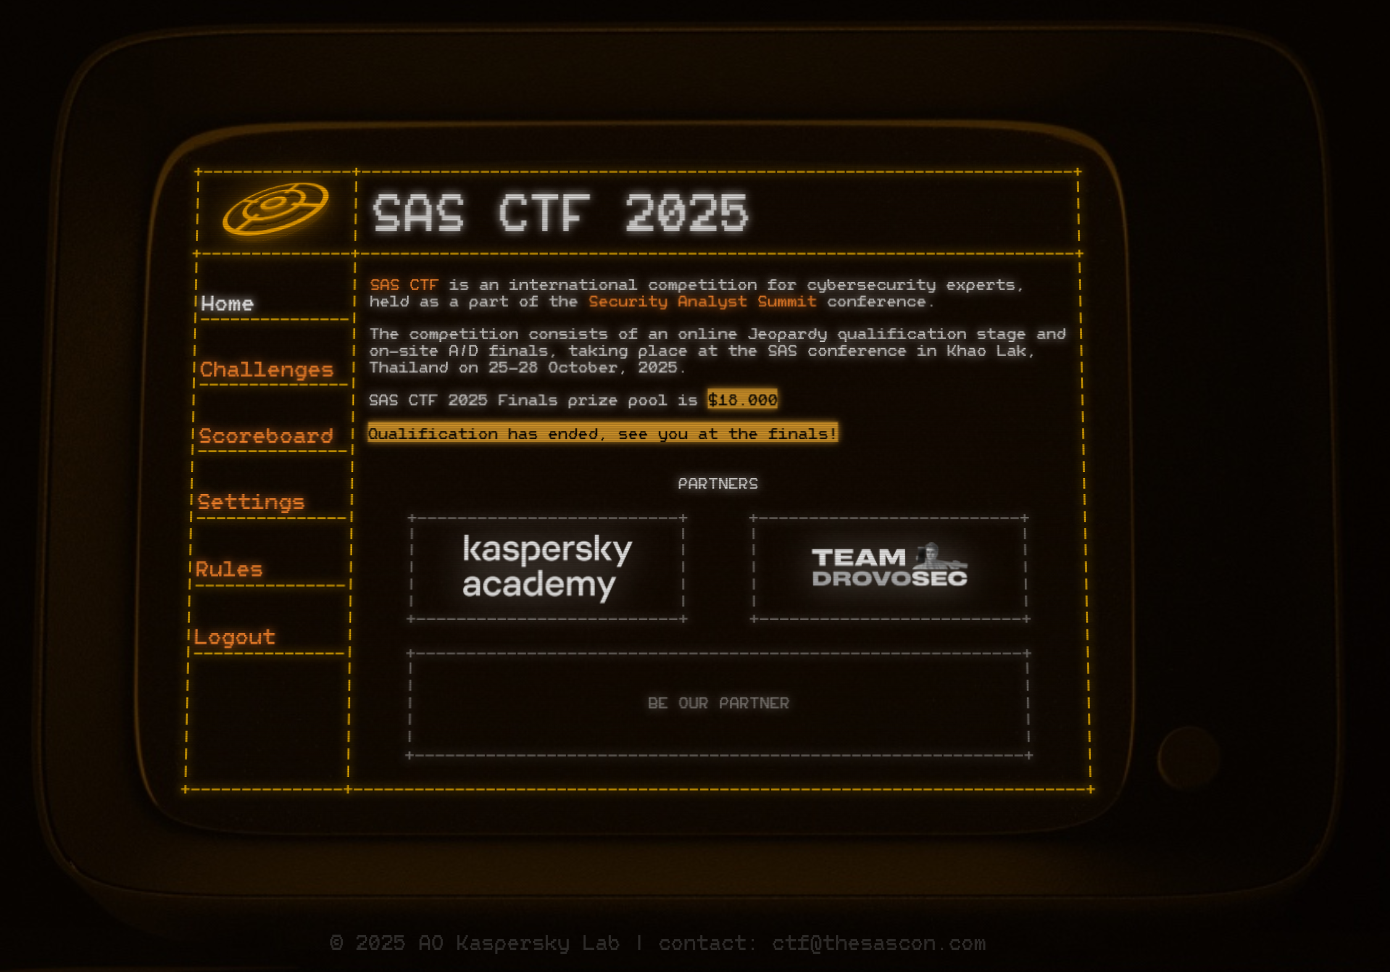 SAS CTF 2025
Home
Challenges
Scoreboard
Settings
Rules
Logout
SAS CTF is an international competition for cybersecurity experts,
held as a part of the Security Analyst Summit conference.
The competition consists of an online Jeopardy qualification stage and
on-site A/D finals, taking place at the SAS conference in Khao Lak,
Thailand on 25-28 October, 2025.
SAS CTF 2025 Finals prize pool is $18.000
Qualification has ended, see you at the finals!
PARTNERS
kaspersky
academy
TEAM
DROVOSEC
BE OUR PARTNER
© 2025 AO Kaspersky Lab | contact: ctf@thesascon.com